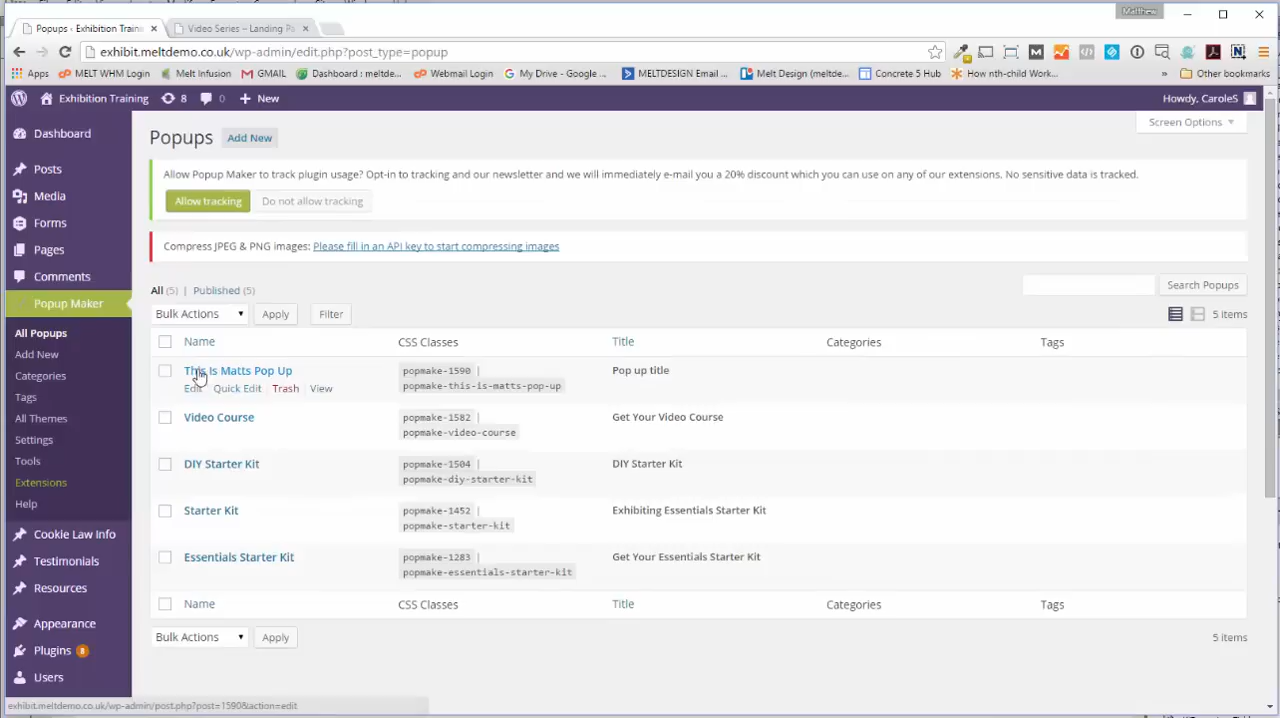 Matthew
Popups ‹ Exhibition Traini
Video Series – Landing Pa
exhibit.meltdemo.co.uk/wp-admin/edit.php?post_type=popup
Apps
MELT WHM Login
Melt Infusion
GMAIL
Dashboard : meltde...
Webmail Login
My Drive - Google ...
MELTDESIGN Email ...
Melt Design (meltde...
Concrete 5 Hub
How nth-child Work...
»
Other bookmarks
Exhibition Training
8
0
+ New
Howdy, CaroleS
Screen Options
Dashboard
Posts
Media
Forms
Pages
Comments
Popup Maker
All Popups
Add New
Categories
Tags
All Themes
Settings
Tools
Extensions
Help
Cookie Law Info
Testimonials
Resources
Appearance
Plugins 8
Users
Popups Add New
Allow Popup Maker to track plugin usage? Opt-in to tracking and our newsletter and we will immediately e-mail you a 20% discount which you can use on any of our extensions. No sensitive data is tracked.
Allow tracking Do not allow tracking
Compress JPEG & PNG images: Please fill in an API key to start compressing images
All (5) | Published (5)
Search Popups
Bulk Actions Apply Filter
5 items
Name CSS Classes Title Categories Tags
This Is Matts Pop Up popmake-1590 | Pop up title
Edit Quick Edit Trash View popmake-this-is-matts-pop-up
Video Course popmake-1582 | Get Your Video Course
popmake-video-course
DIY Starter Kit popmake-1504 | DIY Starter Kit
popmake-diy-starter-kit
Starter Kit popmake-1452 | Exhibiting Essentials Starter Kit
popmake-starter-kit
Essentials Starter Kit popmake-1283 | Get Your Essentials Starter Kit
popmake-essentials-starter-kit
Name CSS Classes Title Categories Tags
Bulk Actions Apply
5 items
exhibit.meltdemo.co.uk/wp-admin/post.php?post=1590&action=edit